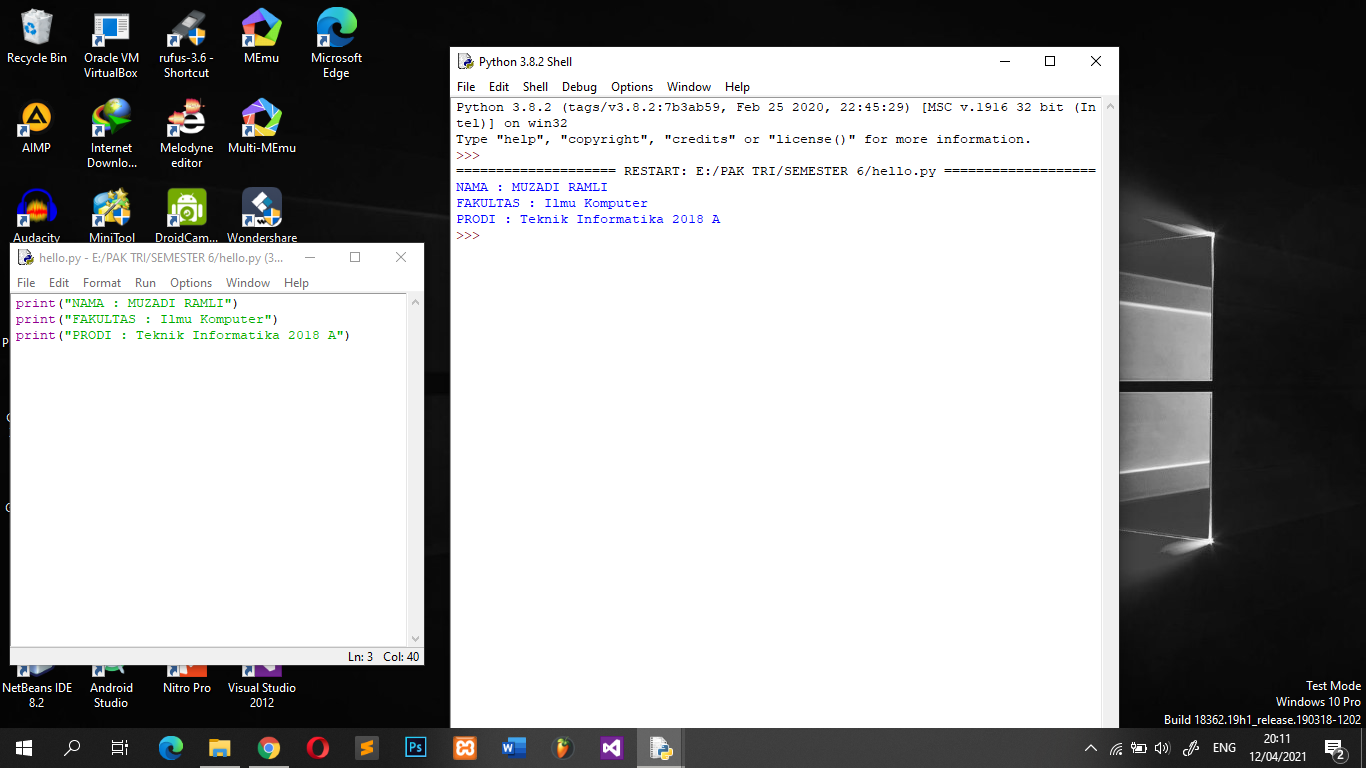 Recycle Bin
Oracle VM
VirtualBox
rufus-3.6 -
Shortcut
MEmu
Microsoft
Edge
AIMP
Internet
Downlo...
Melodyne
editor
Multi-MEmu
Audacity
MiniTool
DroidCam...
Wondershare
hello.py - E:/PAK TRI/SEMESTER 6/hello.py (3...
File Edit Format Run Options Window Help
print("NAMA : MUZADI RAMLI")
print("FAKULTAS : Ilmu Komputer")
print("PRODI : Teknik Informatika 2018 A")
Ln: 3 Col: 40
Python 3.8.2 Shell
File Edit Shell Debug Options Window Help
Python 3.8.2 (tags/v3.8.2:7b3ab59, Feb 25 2020, 22:45:29) [MSC v.1916 32 bit (In
tel)] on win32
Type "help", "copyright", "credits" or "license()" for more information.
>>>
==================== RESTART: E:/PAK TRI/SEMESTER 6/hello.py ===================
NAMA : MUZADI RAMLI
FAKULTAS : Ilmu Komputer
PRODI : Teknik Informatika 2018 A
>>>
NetBeans IDE
8.2
Android
Studio
Nitro Pro
Visual Studio
2012
Test Mode
Windows 10 Pro
Build 18362.19h1_release.190318-1202
Ps
W
ENG
20:11
12/04/2021
2